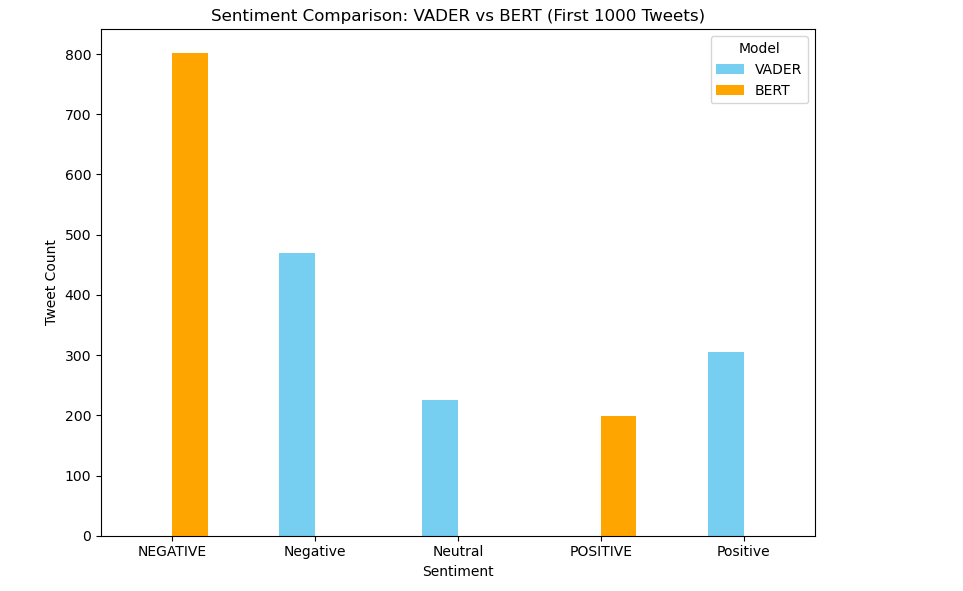 Sentiment Comparison: VADER vs BERT (First 1000 Tweets)
Model
VADER
BERT
Tweet Count
800
700
600
500
400
300
200
100
0
NEGATIVE Negative Neutral POSITIVE Positive
Sentiment